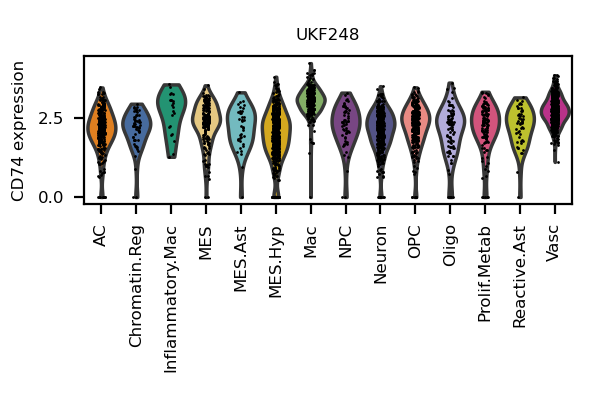 UKF248
CD74 expression
2.5
0.0
AC
Chromatin.Reg
Inflammatory.Mac
MES
MES.Ast
MES.Hyp
Mac
NPC
Neuron
OPC
Oligo
Prolif.Metab
Reactive.Ast
Vasc